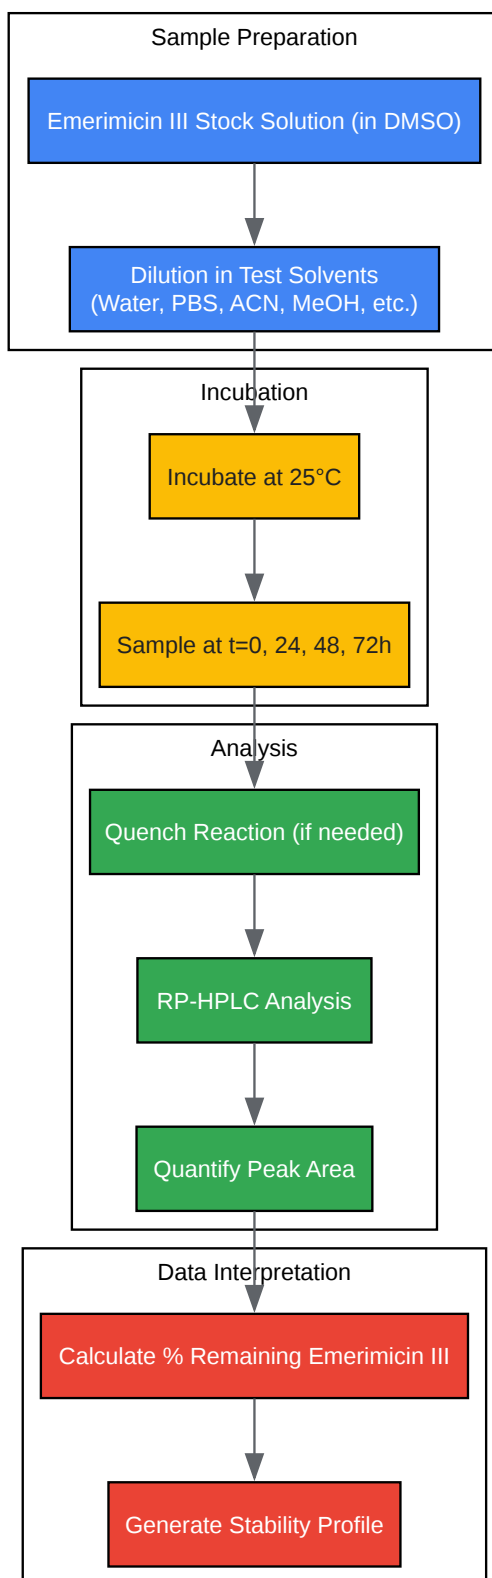 Sample Preparation
Emerimicin III Stock Solution (in DMSO)
Dilution in Test Solvents
(Water, PBS, ACN, MeOH, etc.)
Incubation
Incubate at 25°C
Sample at t=0, 24, 48, 72h
Analysis
Quench Reaction (if needed)
RP-HPLC Analysis
Quantify Peak Area
Data Interpretation
Calculate % Remaining Emerimicin III
Generate Stability Profile